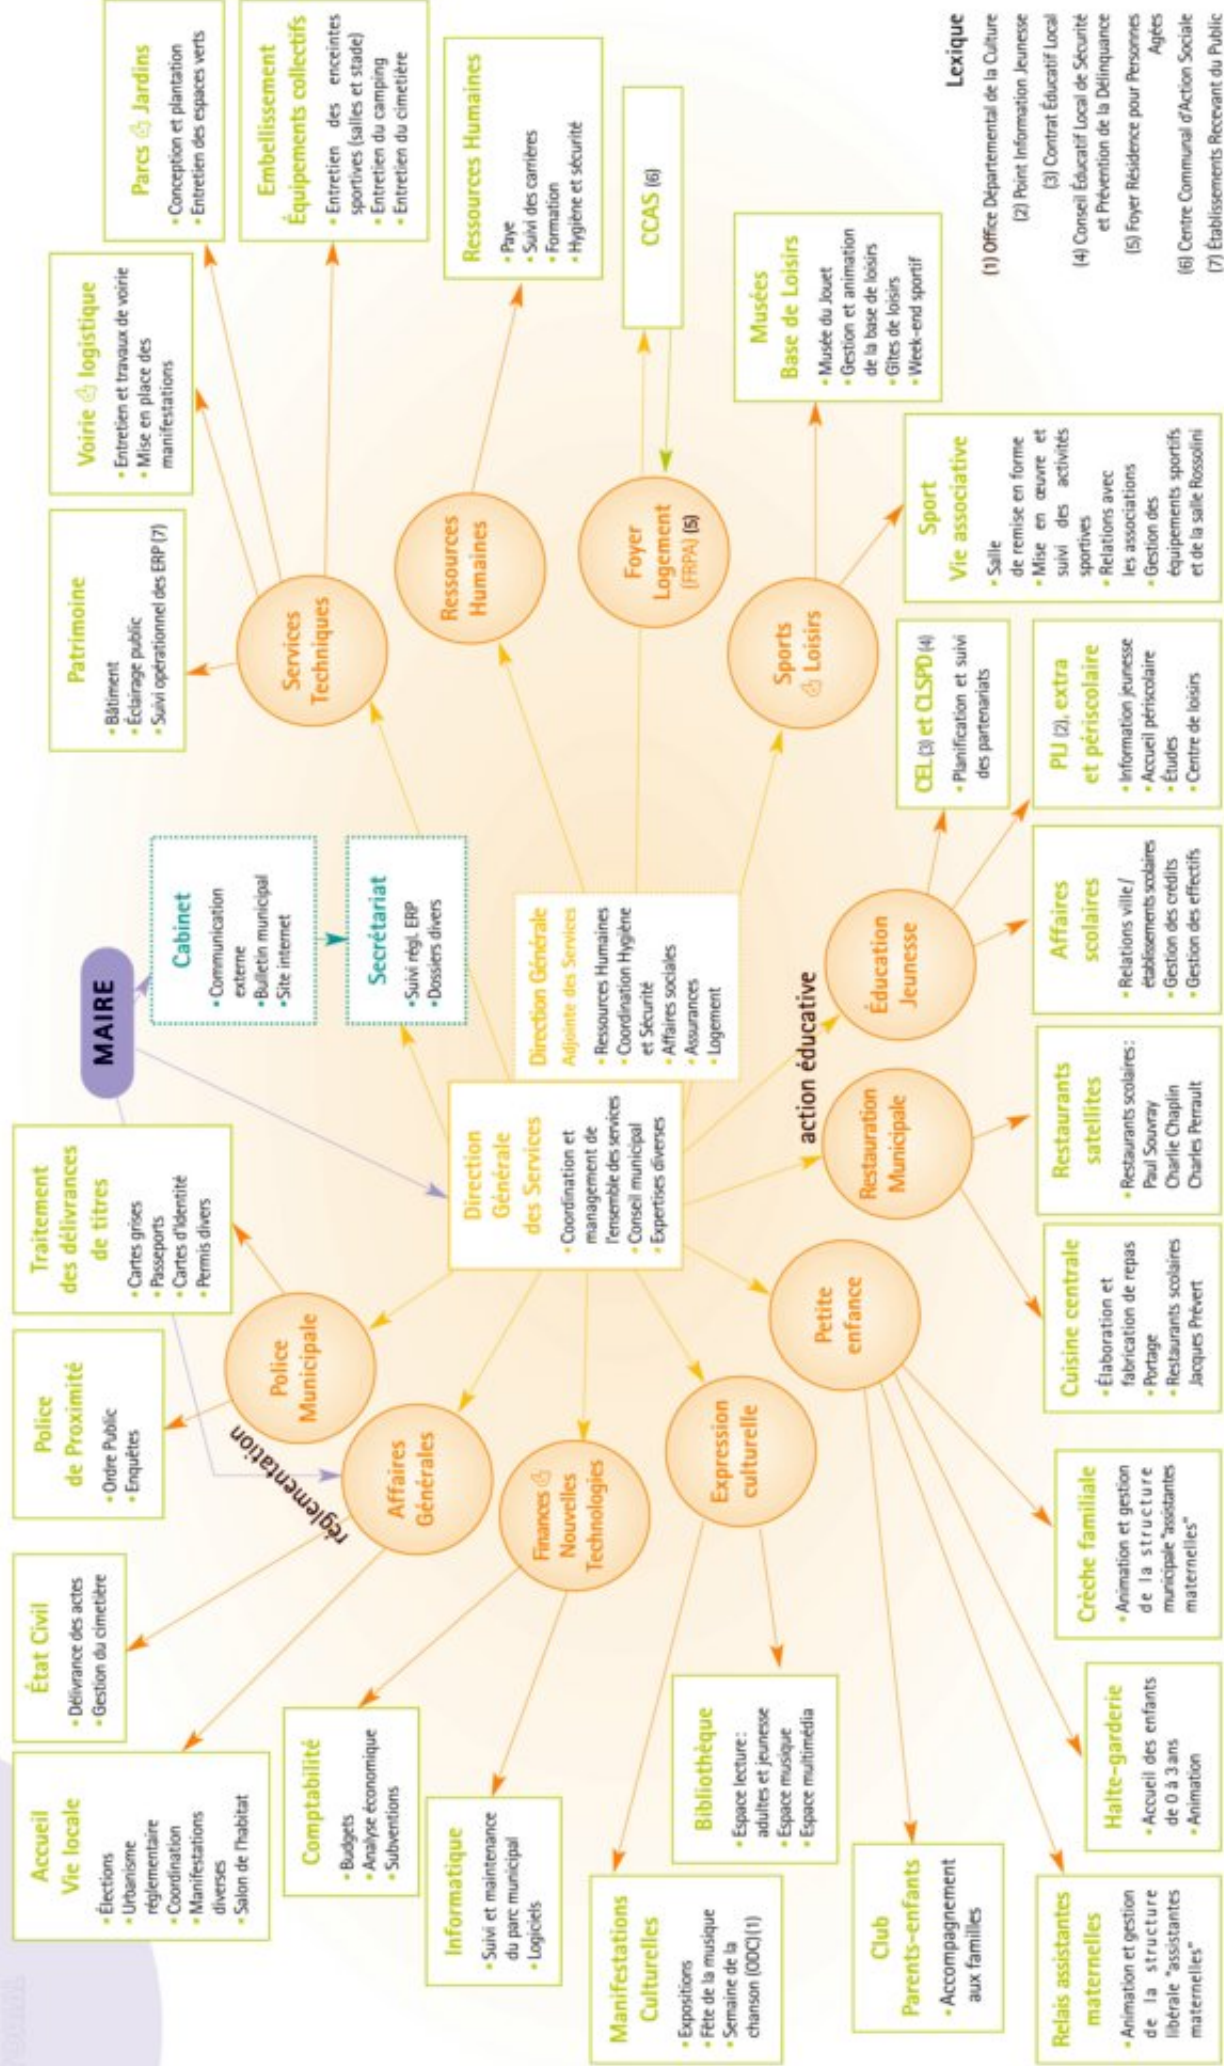 MAIRE
Cabinet
• Communication
externe
• Bulletin municipal
• Site internet
Secrétariat
• Suivi régl. ERP
• Dossiers divers
Direction
Générale
des Services
• Coordination et
management de
l'ensemble des services
• Conseil municipal
• Expertises diverses
Direction Générale
Adjointe des Services
• Ressources Humaines
• Coordination Hygiène
et Sécurité
• Affaires sociales
• Assurances
• Logement
Accueil
Vie locale
• Élections
• Urbanisme
réglementaire
• Coordination
• Manifestations
diverses
• Salon de l'habitat
État Civil
• Délivrance des actes
• Gestion du cimetière
Police
de Proximité
• Ordre Public
• Enquêtes
Traitement
des délivrances
de titres
• Cartes grises
• Passeports
• Cartes d'Identité
• Permis divers
réglementation
Police
Municipale
Affaires
Générales
Finances &
Nouvelles
Technologies
Comptabilité
• Budgets
• Analyse économique
• Subventions
Informatique
• Suivi et maintenance
du parc municipal
• Logiciels
Expression
culturelle
Manifestations
Culturelles
• Expositions
• Fête de la musique
• Semaine de la
chanson (ODC) (1)
Bibliothèque
• Espace lecture :
adultes et jeunesse
• Espace musique
• Espace multimédia
Petite
enfance
Club
Parents-enfants
• Accompagnement
aux familles
Relais assistantes
maternelles
• Animation et gestion
de la structure
libérale "assistantes
maternelles"
Halte-garderie
• Accueil des enfants
de 0 à 3 ans
• Animation
Crèche familiale
• Animation et gestion
de la structure
municipale "assistantes
maternelles"
action éducative
Restauration
Municipale
Cuisine centrale
• Élaboration et
fabrication de repas
• Portage
• Restaurants scolaires
Jacques Prévert
Restaurants
satellites
• Restaurants scolaires :
Paul Souvray
Charlie Chaplin
Charles Perrault
Éducation
Jeunesse
Affaires
scolaires
• Relations ville/
établissements scolaires
• Gestion des crédits
• Gestion des effectifs
PIJ (2), extra
et périscolaire
• Information jeunesse
• Accueil périscolaire
• Études
• Centre de loisirs
CEL (3) et CLSPD (4)
• Planification et suivi
des partenariats
Sports
& Loisirs
Sport
Vie associative
• Salle
de remise en forme
• Mise en œuvre et
suivi des activités
sportives
• Relations avec
les associations
• Gestion des
équipements sportifs
et de la salle Rossolini
Musées
Base de Loisirs
• Musée du Jouet
• Gestion et animation
de la base de loisirs
• Gîtes de loisirs
• Week-end sportif
Foyer
Logement
(FRPA) (5)
CCAS (6)
Ressources
Humaines
Ressources Humaines
• Paye
• Suivi des carrières
• Formation
• Hygiène et sécurité
Services
Techniques
Patrimoine
• Bâtiment
• Éclairage public
• Suivi opérationnel des ERP (7)
Voirie & logistique
• Entretien et travaux de voirie
• Mise en place des
manifestations
Parcs & Jardins
• Conception et plantation
• Entretien des espaces verts
Embellissement
Équipements collectifs
• Entretien des enceintes
sportives (salles et stade)
• Entretien du camping
• Entretien du cimetière
Lexique
(1) Office Départemental de la Culture
(2) Point Information Jeunesse
(3) Contrat Éducatif Local
(4) Conseil Éducatif Local de Sécurité
et Prévention de la Délinquance
(5) Foyer Résidence pour Personnes
Agées
(6) Centre Communal d'Action Sociale
(7) Établissements Recevant du Public